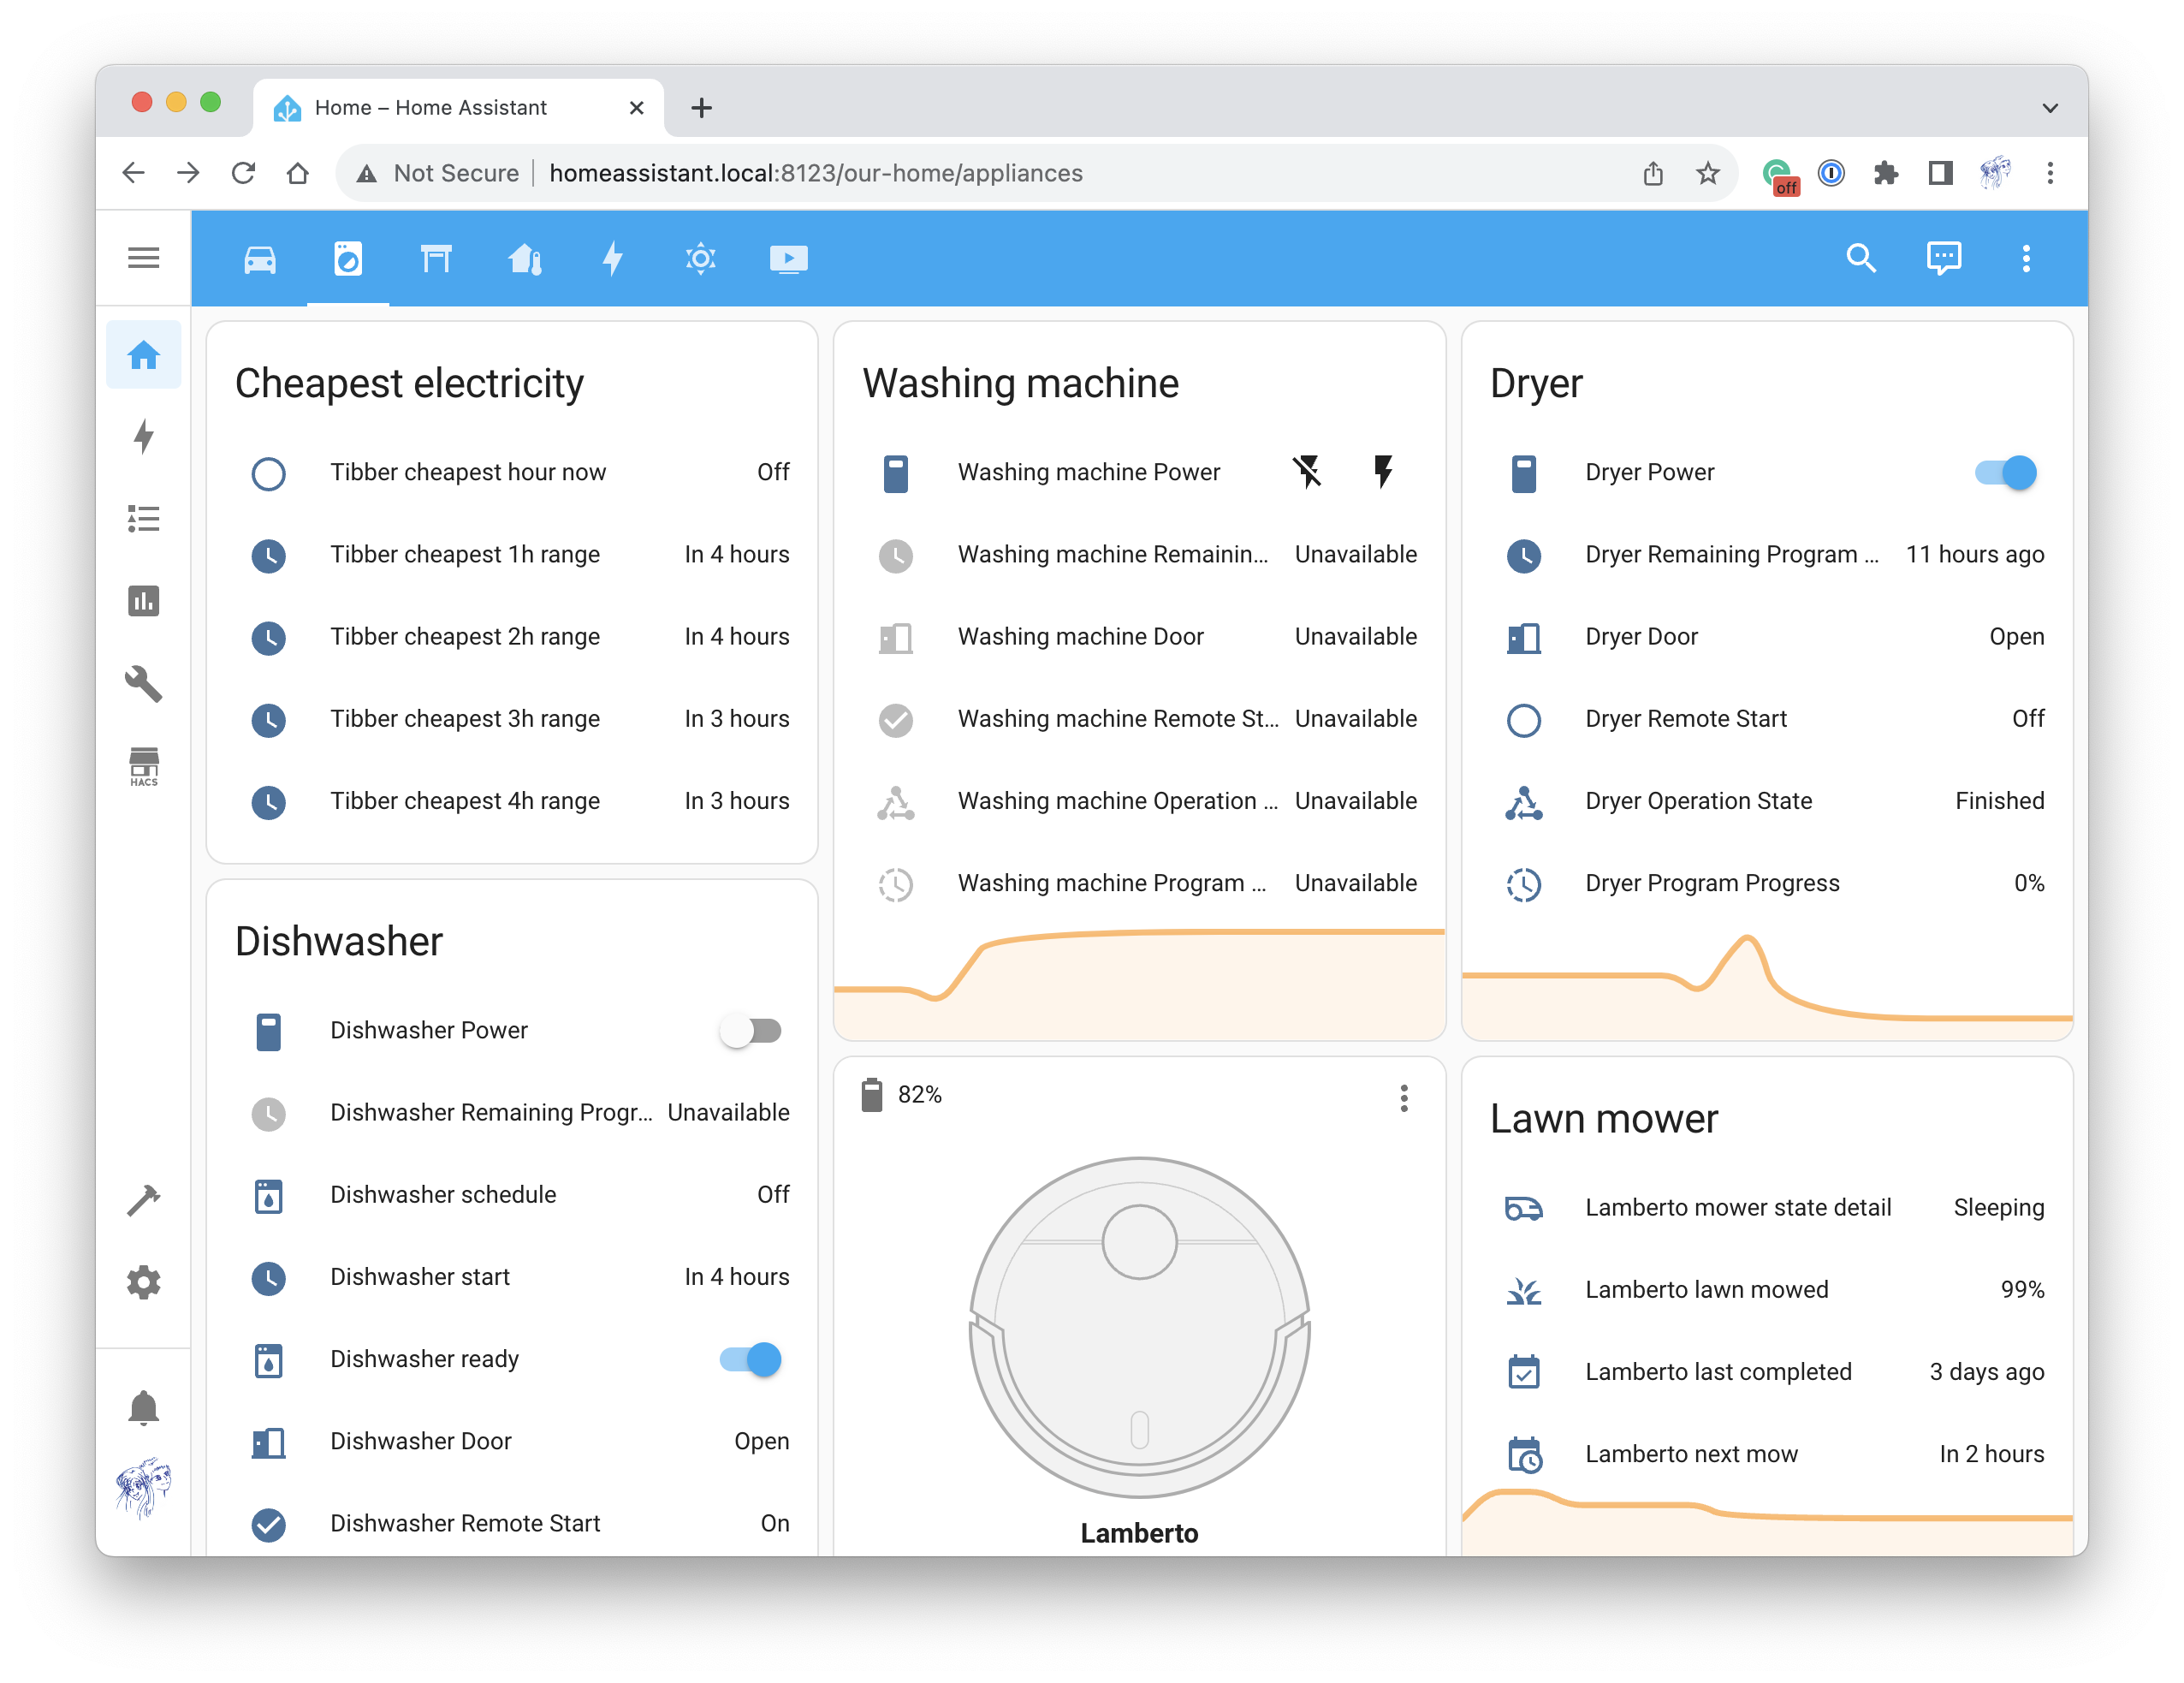 Home – Home Assistant
Not Secure homeassistant.local:8123/our-home/appliances
off
HACS
Cheapest electricity
Tibber cheapest hour now Off
Tibber cheapest 1h range In 4 hours
Tibber cheapest 2h range In 4 hours
Tibber cheapest 3h range In 3 hours
Tibber cheapest 4h range In 3 hours
Dishwasher
Dishwasher Power
Dishwasher Remaining Progr... Unavailable
Dishwasher schedule Off
Dishwasher start In 4 hours
Dishwasher ready
Dishwasher Door Open
Dishwasher Remote Start On
Washing machine
Washing machine Power
Washing machine Remainin... Unavailable
Washing machine Door Unavailable
Washing machine Remote St... Unavailable
Washing machine Operation ... Unavailable
Washing machine Program ... Unavailable
82%
Lamberto
Dryer
Dryer Power
Dryer Remaining Program ... 11 hours ago
Dryer Door Open
Dryer Remote Start Off
Dryer Operation State Finished
Dryer Program Progress 0%
Lawn mower
Lamberto mower state detail Sleeping
Lamberto lawn mowed 99%
Lamberto last completed 3 days ago
Lamberto next mow In 2 hours